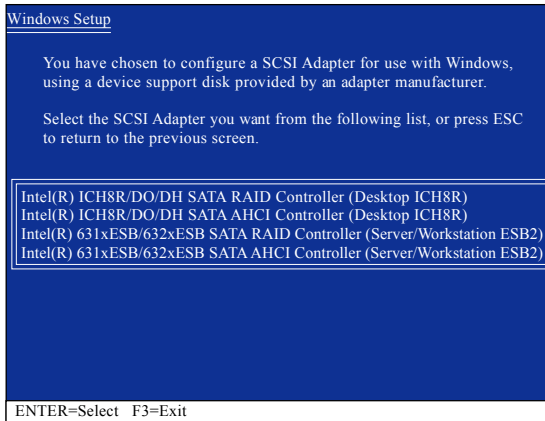 Windows Setup
You have chosen to configure a SCSI Adapter for use with Windows,
using a device support disk provided by an adapter manufacturer.
Select the SCSI Adapter you want from the following list, or press ESC
to return to the previous screen.
Intel(R) ICH8R/DO/DH SATA RAID Controller (Desktop ICH8R)
Intel(R) ICH8R/DO/DH SATA AHCI Controller (Desktop ICH8R)
Intel(R) 631xESB/632xESB SATA RAID Controller (Server/Workstation ESB2)
Intel(R) 631xESB/632xESB SATA AHCI Controller (Server/Workstation ESB2)
ENTER=Select F3=Exit